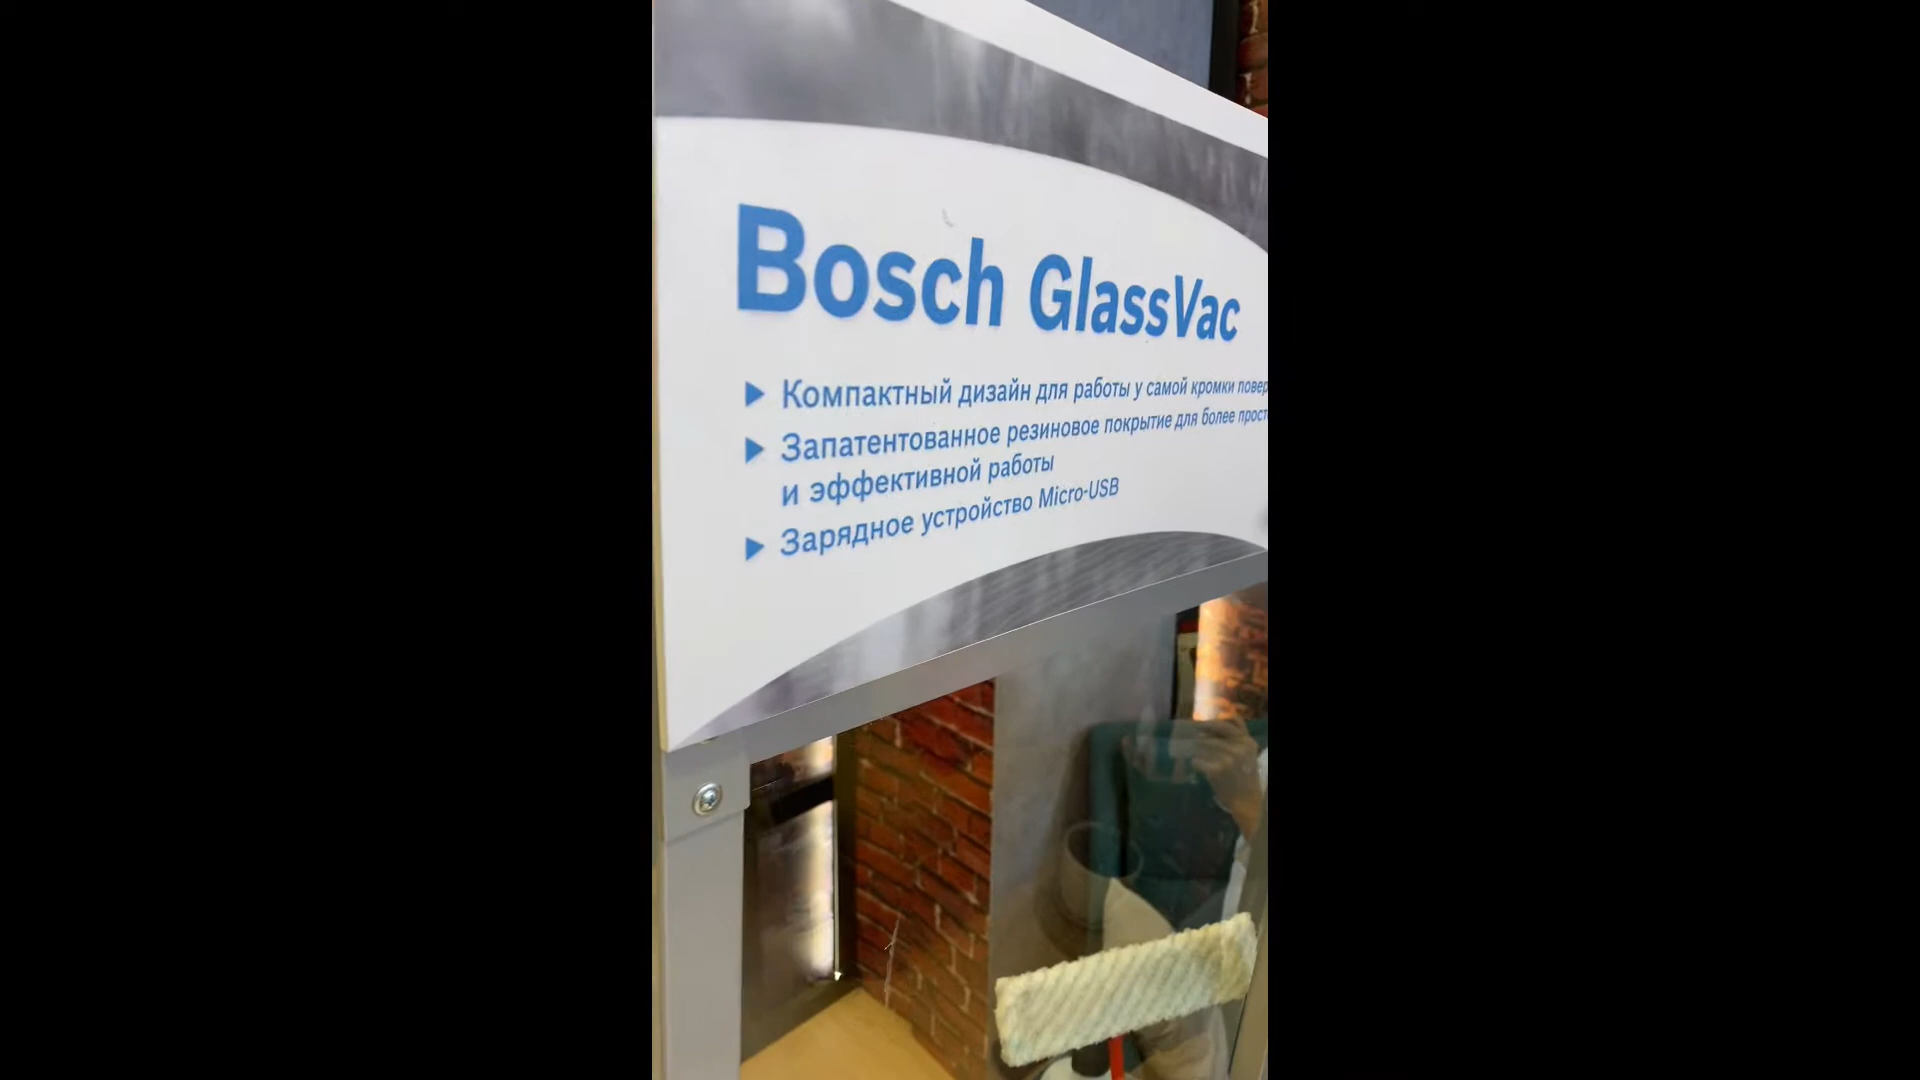 Bosch GlassVac
▶ Компактный дизайн для работы у самой кромки
▶ Запатентованное резиновое покрытие для более
и эффективной работы
▶ Зарядное устройство Micro-USB